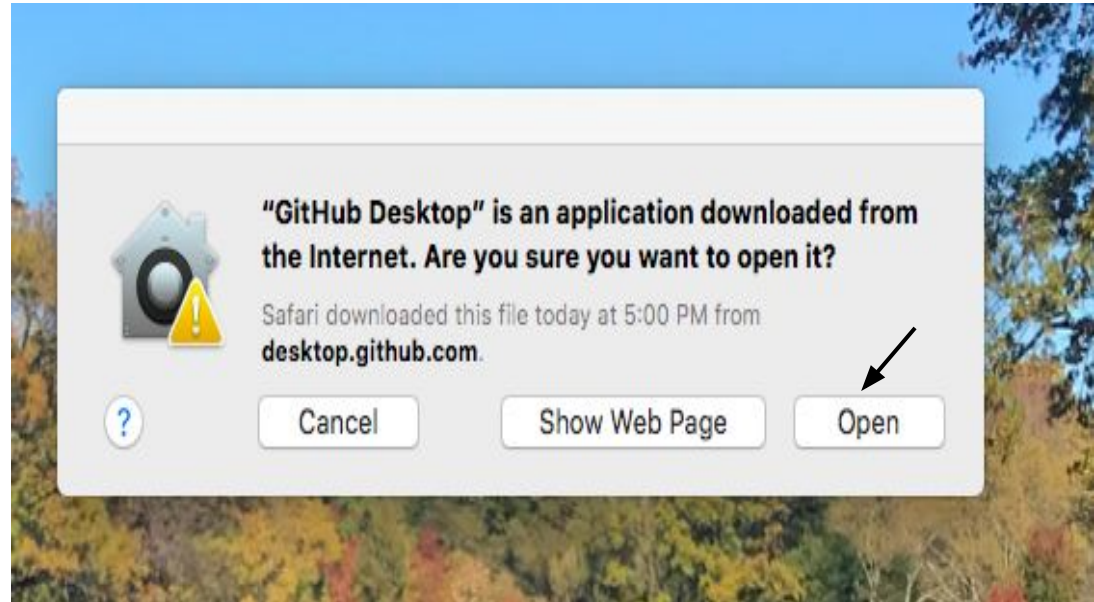 “GitHub Desktop” is an application downloaded from
the Internet. Are you sure you want to open it?
Safari downloaded this file today at 5:00 PM from
desktop.github.com.
?
Cancel
Show Web Page
Open